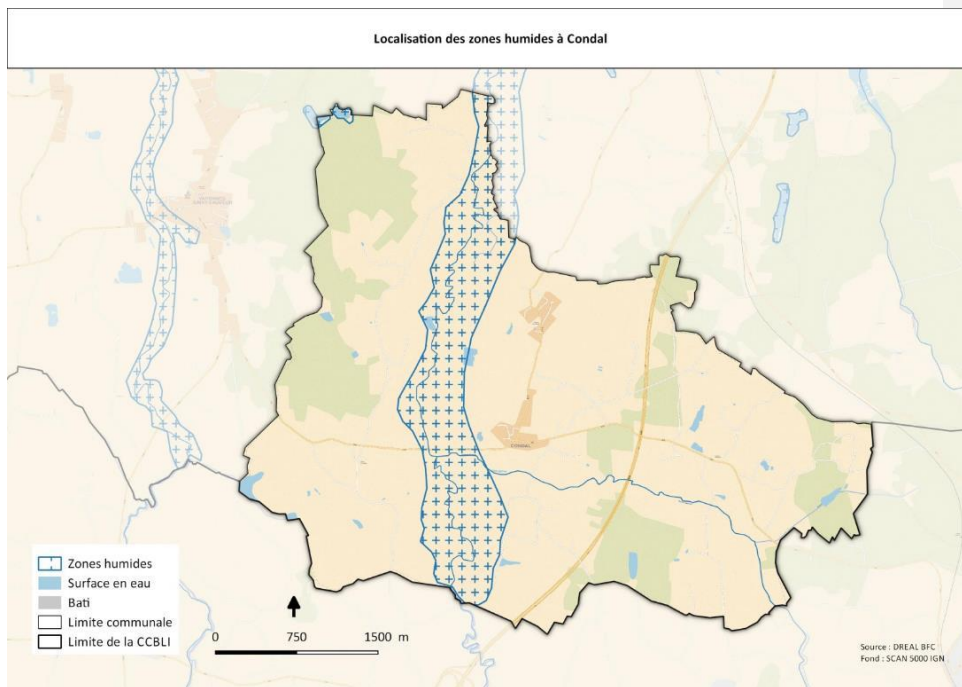 Localisation des zones humides à Condal
CONDAL
Zones humides
Surface en eau
Bati
Limite communale
Limite de la CCBLI
0 750 1500 m
Source : DREAL BFC
Fond : SCAN 5000 IGN